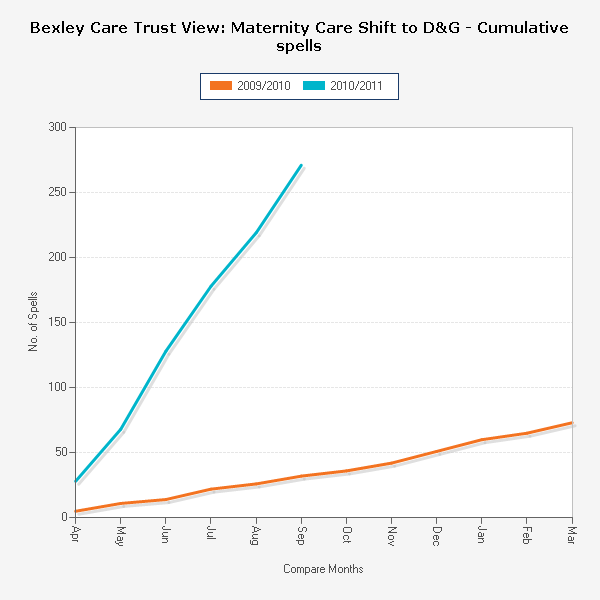 Bexley Care Trust View: Maternity Care Shift to D&G - Cumulative
spells
2009/2010 2010/2011
300
250
200
150
100
50
0
No. of Spells
Apr May Jun Jul Aug Sep Oct Nov Dec Jan Feb Mar
Compare Months